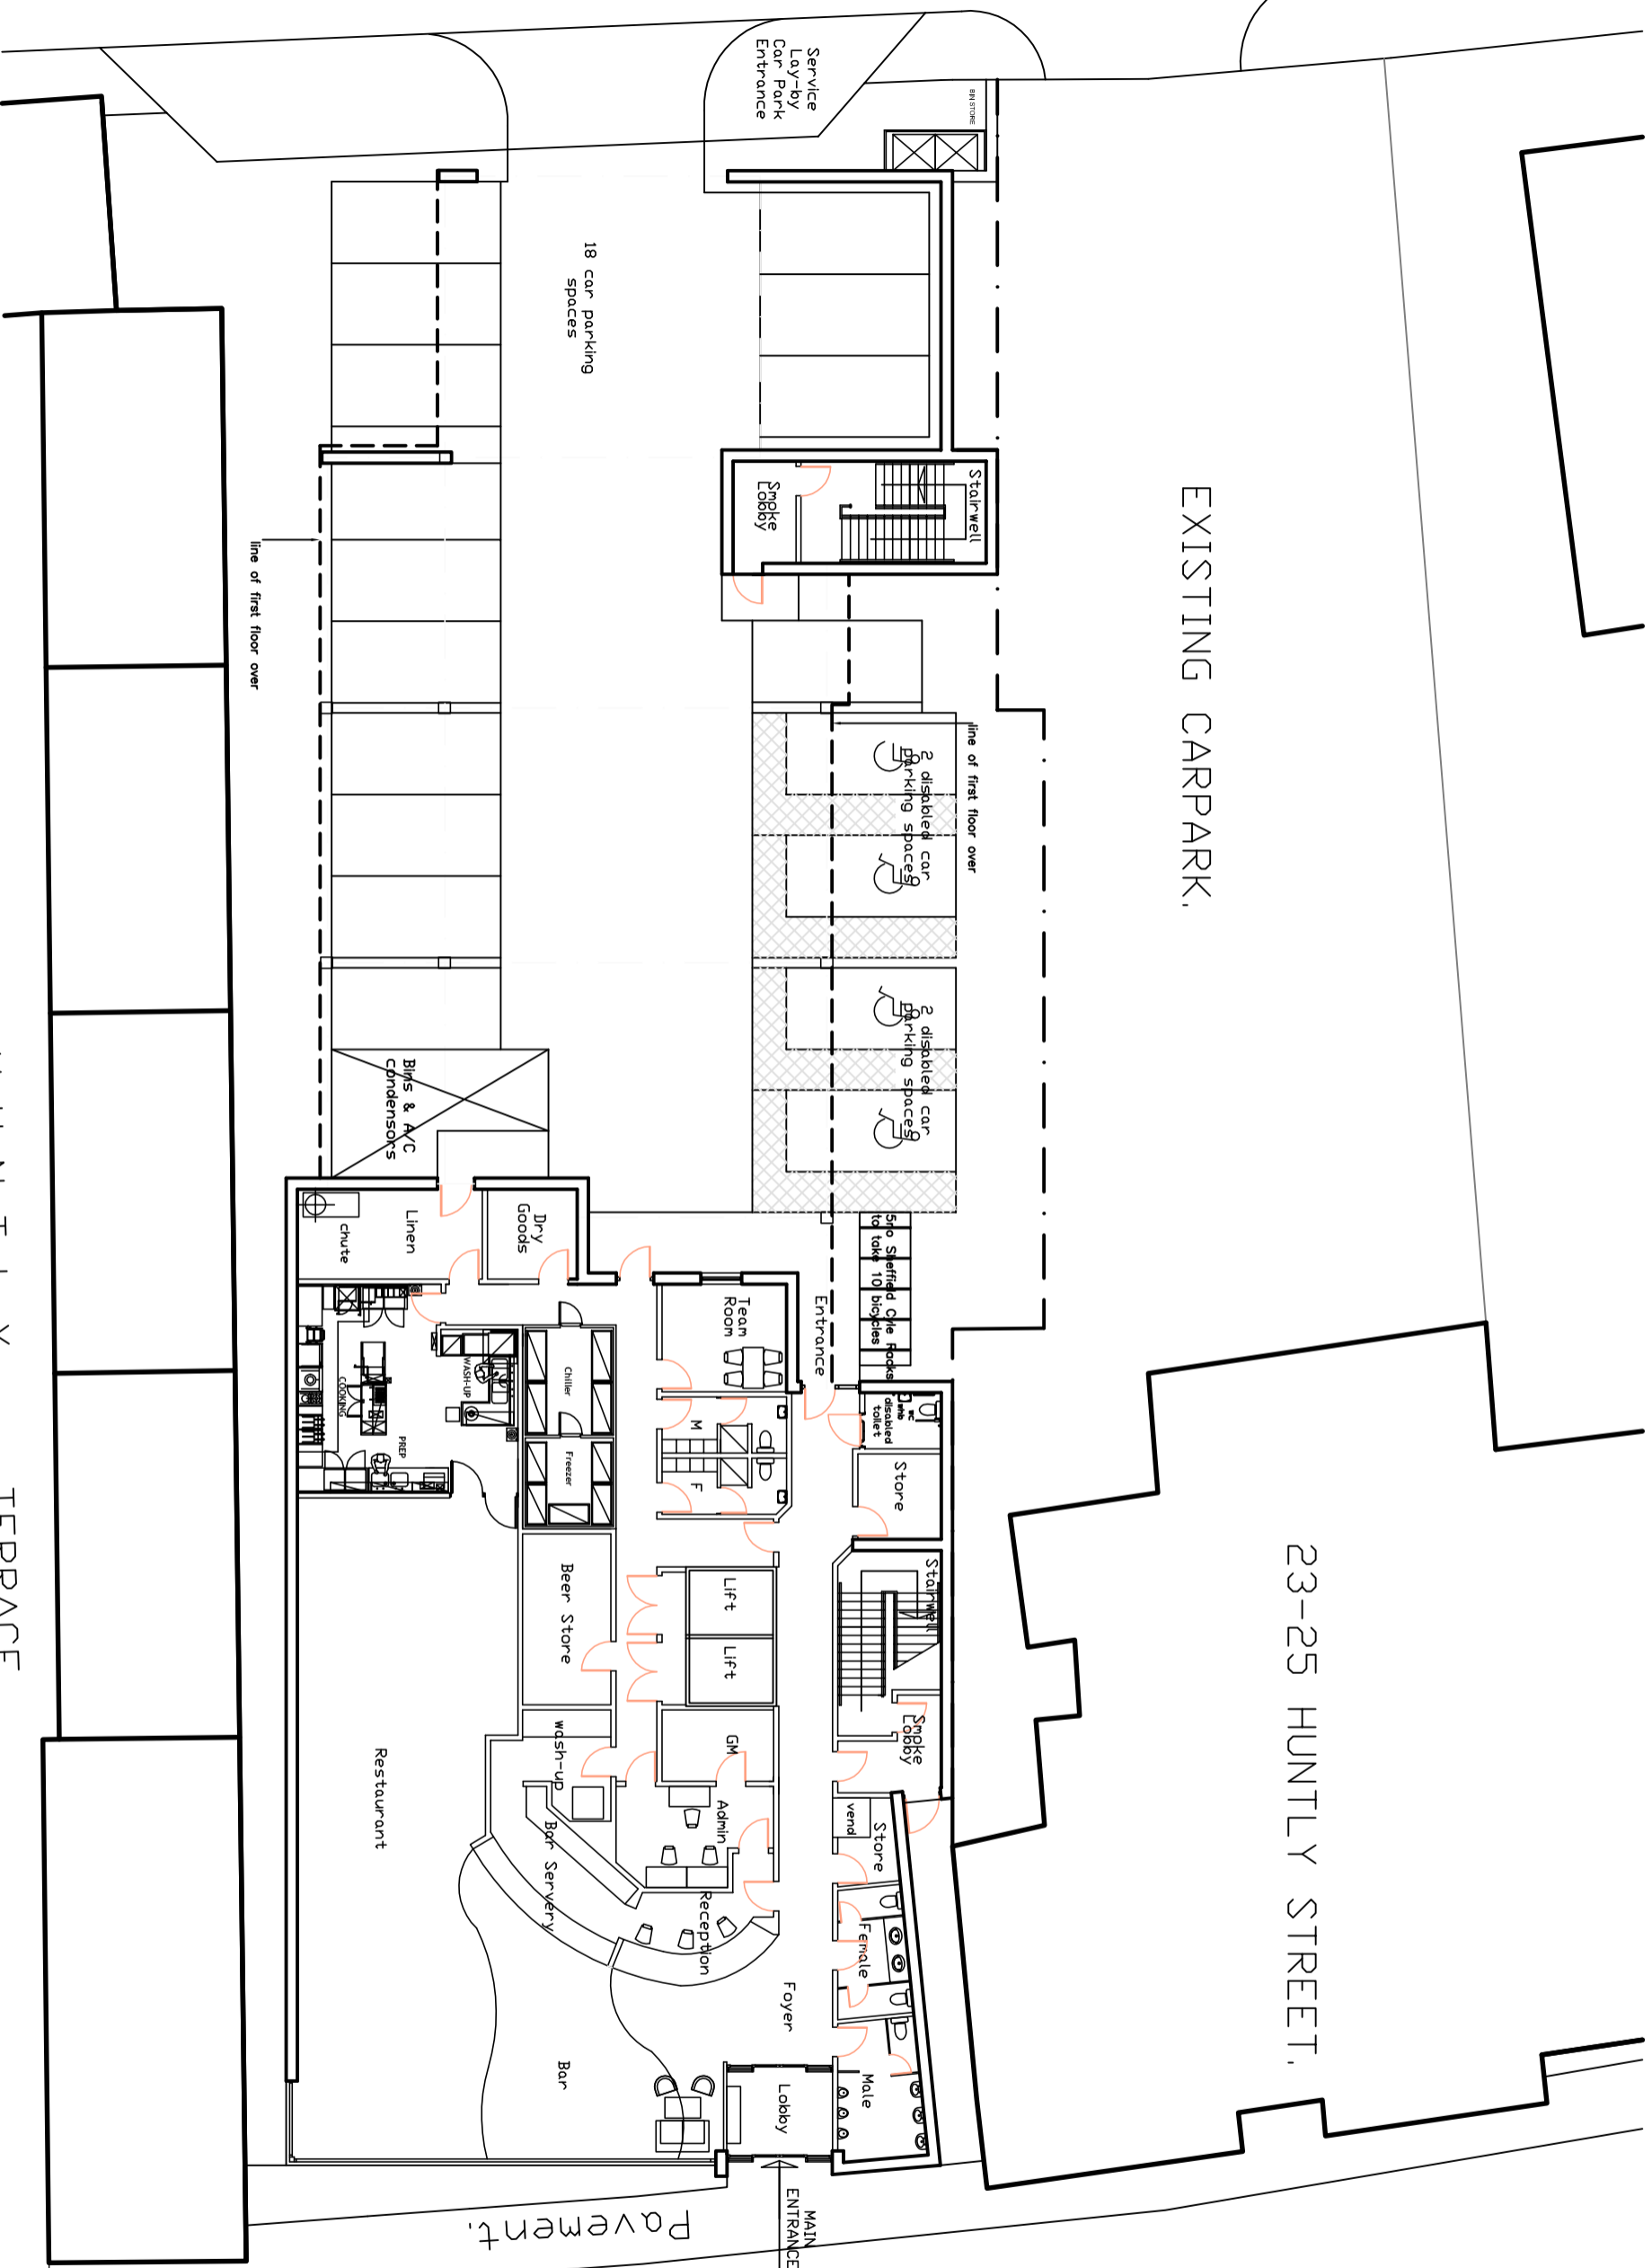 Service
Lay-by
Car Park
Entrance
BIN STORE
18 car parking
spaces
Stairwell
Smoke
Lobby
EXISTING CARPARK.
line of first floor over
line of first floor over
2 disabled car
parking spaces
2 disabled car
parking spaces
Bins & A/C
condensors
5no Sheffield Cyle Racks
to take 10 bicycles
Entrance
Linen
chute
Dry
Goods
Team
Room
wc
whb
disabled
toilet
Store
Chiller
Freezer
WASH-UP
COOKING
PREP
M
F
Stairwell
Lift
Lift
Beer Store
Smoke
Lobby
GM
wash-up
Admin
vend
Store
Restaurant
Bar Servery
Reception
Female
Foyer
Male
Bar
Lobby
MAIN
ENTRANCE
Pavement.
23-25 HUNTLY STREET.
TERRACE